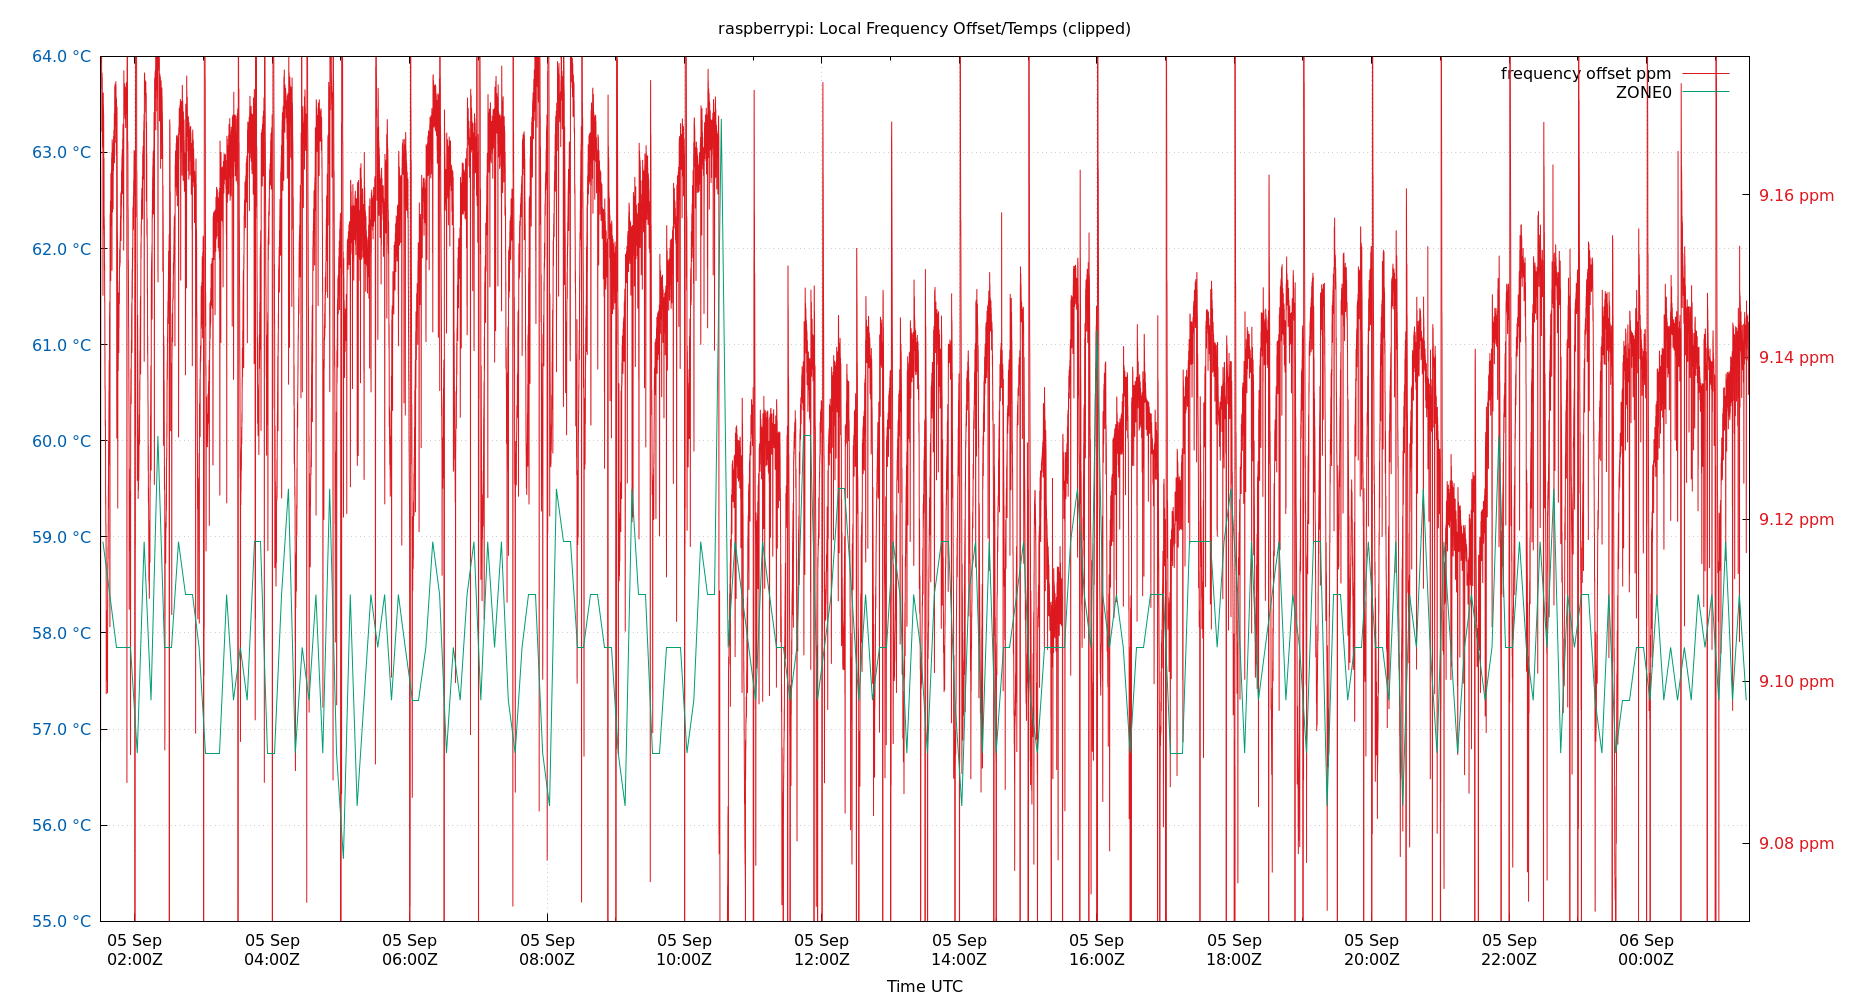 raspberrypi: Local Frequency Offset/Temps (clipped)
64.0 °C
63.0 °C
62.0 °C
61.0 °C
60.0 °C
59.0 °C
58.0 °C
57.0 °C
56.0 °C
55.0 °C
frequency offset ppm
ZONE0
9.16 ppm
9.14 ppm
9.12 ppm
9.10 ppm
9.08 ppm
05 Sep 05 Sep 05 Sep 05 Sep 05 Sep 05 Sep 05 Sep 05 Sep 05 Sep 05 Sep 05 Sep 06 Sep
02:00Z 04:00Z 06:00Z 08:00Z 10:00Z 12:00Z 14:00Z 16:00Z 18:00Z 20:00Z 22:00Z 00:00Z
Time UTC